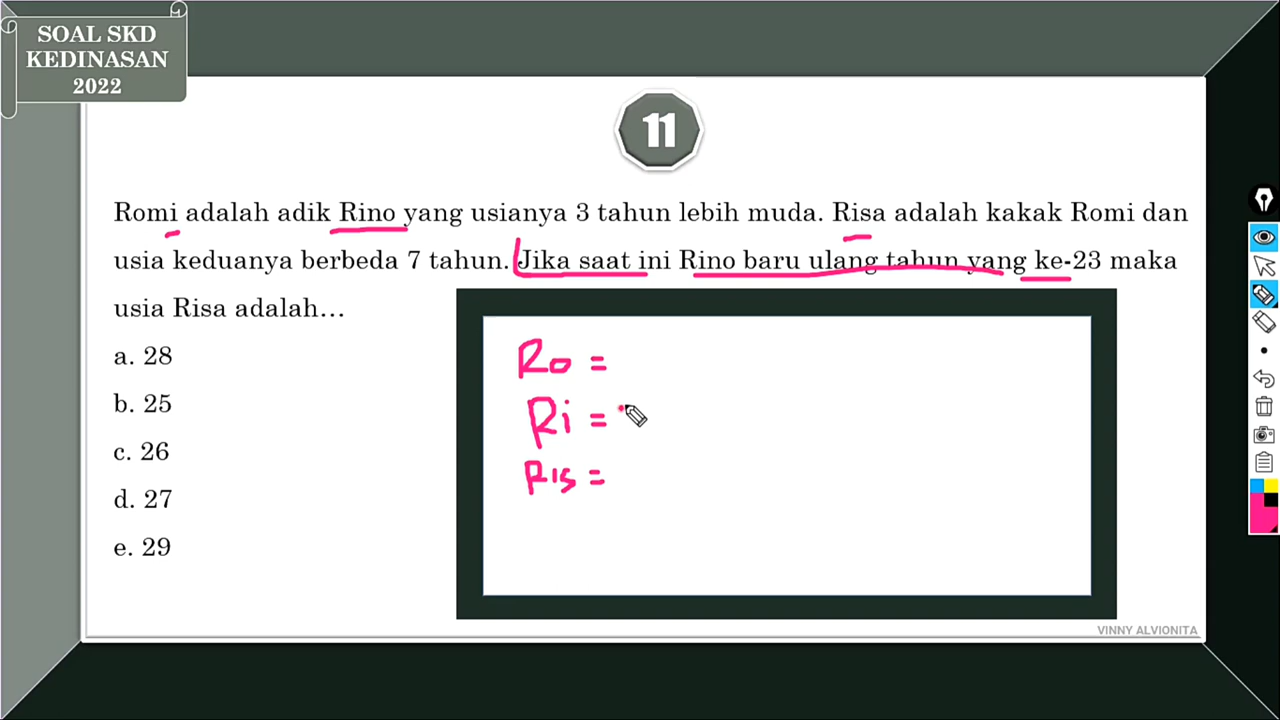 SOAL SKD
KEDINASAN
2022
11
Romi adalah adik Rino yang usianya 3 tahun lebih muda. Risa adalah kakak Romi dan
usia keduanya berbeda 7 tahun. Jika saat ini Rino baru ulang tahun yang ke-23 maka
usia Risa adalah...
a. 28
b. 25
c. 26
d. 27
e. 29
Ro =
Ri =
Ris =
VINNY ALVIONITA